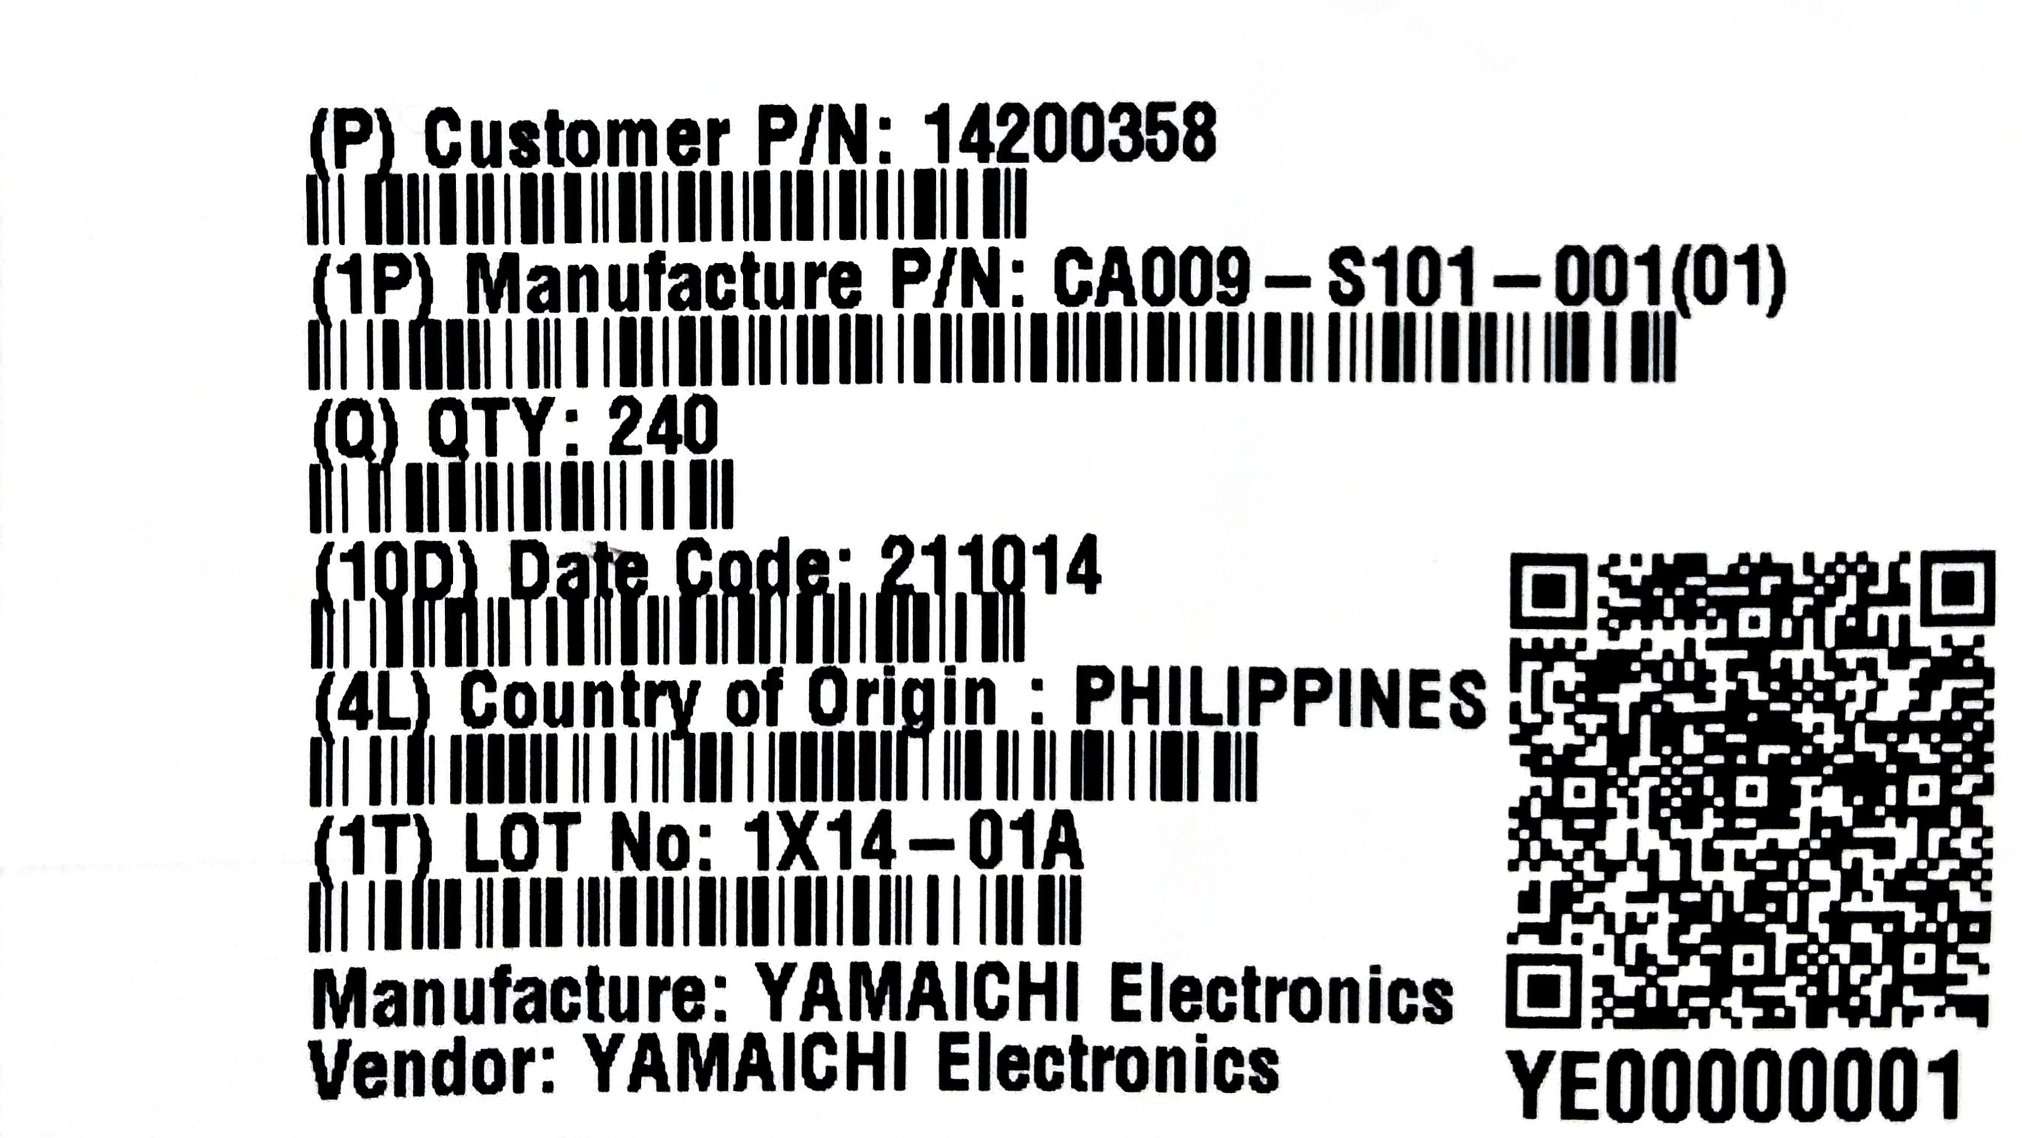 (P) Customer P/N: 14200358
(1P) Manufacture P/N: CA009-S101-001(01)
(Q) QTY: 240
(10D) Date Code: 211014
(4L) Country of Origin : PHILIPPINES
(1T) LOT No: 1X14-01A
Manufacture: YAMAICHI Electronics
Vendor: YAMAICHI Electronics
YE00000001